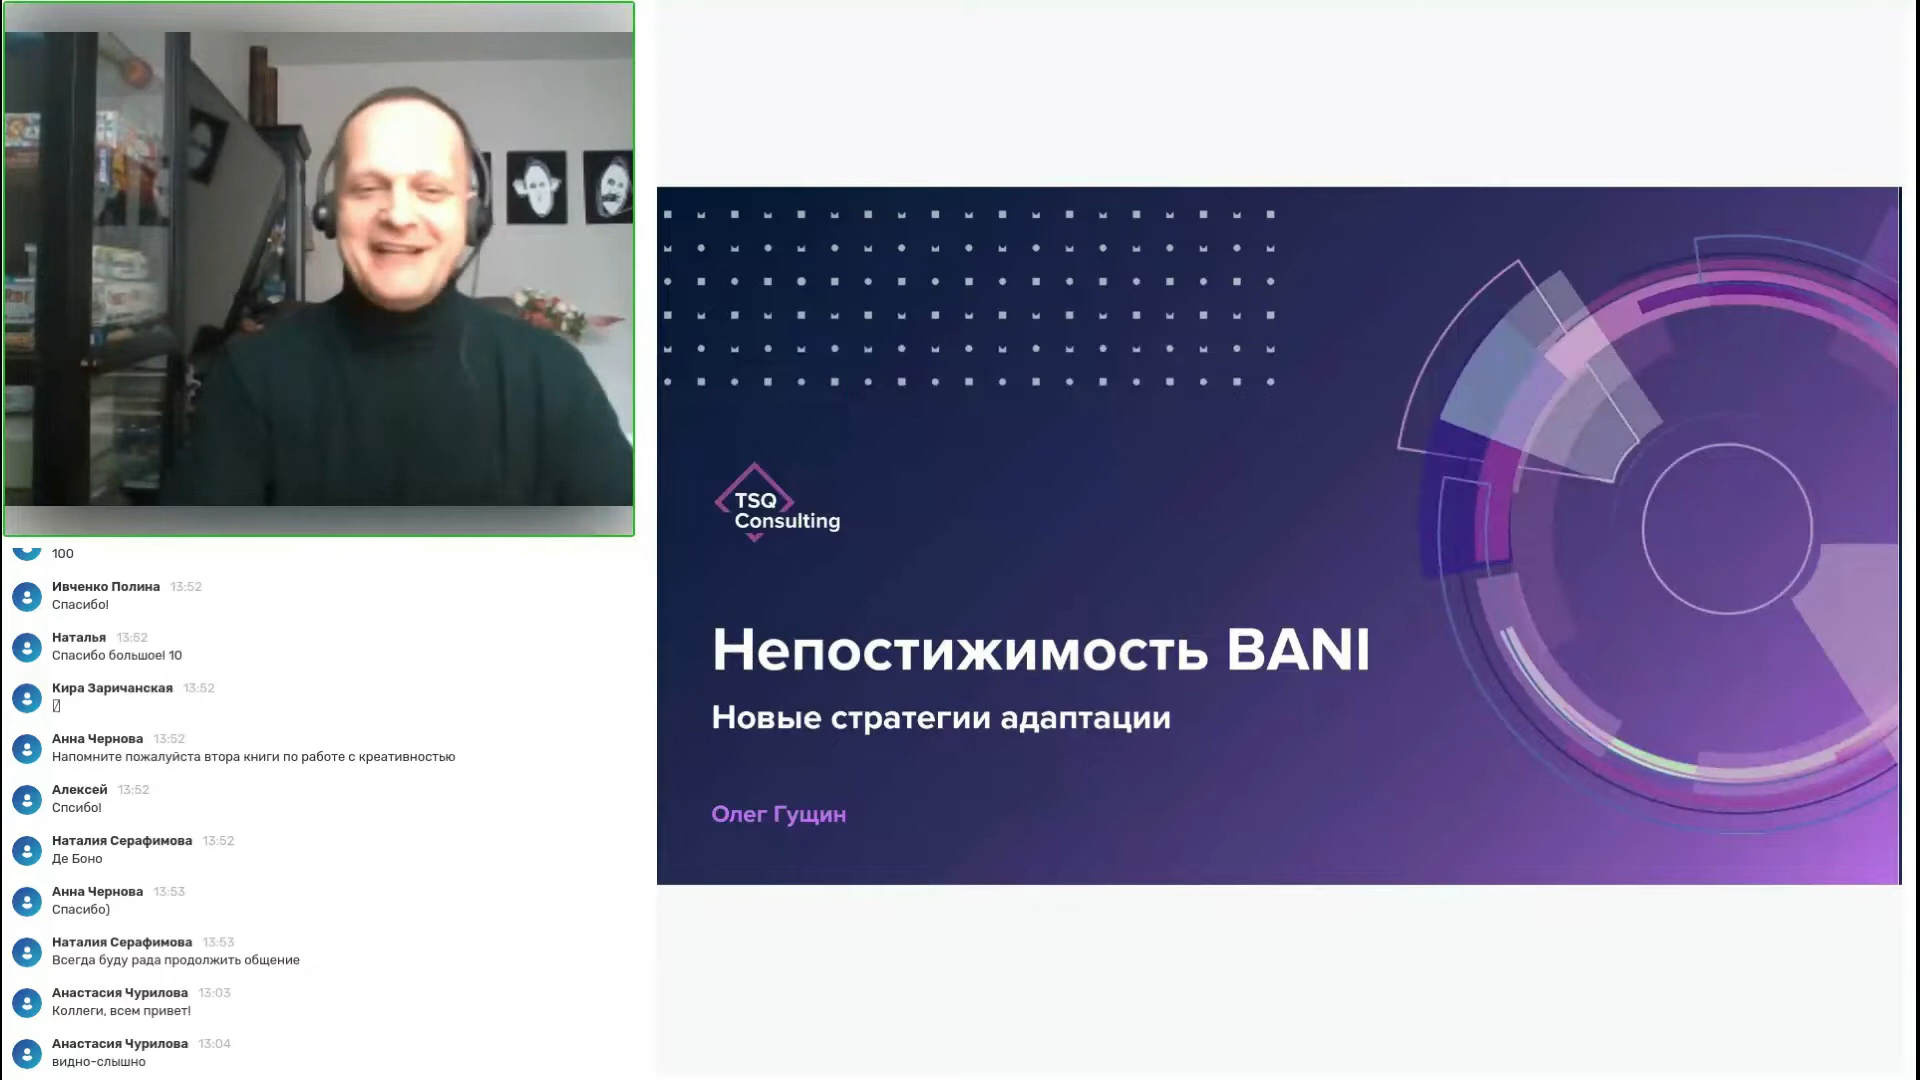 100
Ивченко Полина 13:52
Спасибо!
Наталья 13:52
Спасибо большое! 10
Кира Заричанская 13:52
Анна Чернова 13:52
Напомните пожалуйста втора книги по работе с креативностью
Алексей 13:52
Спсибо!
Наталия Серафимова 13:52
Де Боно
Анна Чернова 13:53
Спасибо)
Наталия Серафимова 13:53
Всегда буду рада продолжить общение
Анастасия Чурилова 13:03
Коллеги, всем привет!
Анастасия Чурилова 13:04
видно-слышно
TSQ
Consulting
Непостижимость BANI
Новые стратегии адаптации
Олег Гущин